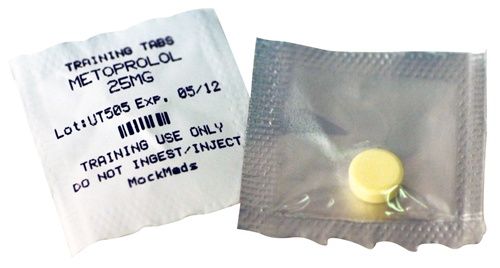 TRAINING TABS
METOPROLOL
25MG
Lot:UT505 Exp. 05/12
TRAINING USE ONLY
DO NOT INGEST/INJECT
MockMeds